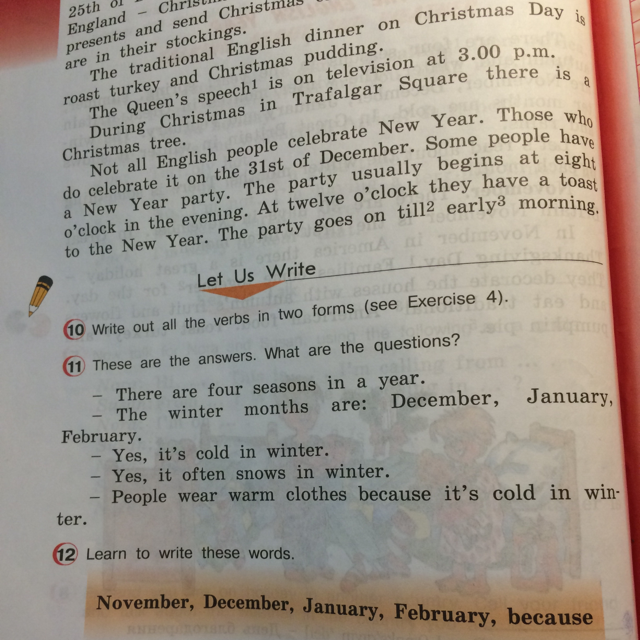 25th of
England – Christm
presents and send Christmas
are in their stockings.
The traditional English dinner on Christmas Day is
roast turkey and Christmas pudding.
The Queen's speech1 is on television at 3.00 p.m.
During Christmas in Trafalgar Square there is a
Christmas tree.
Not all English people celebrate New Year. Those who
do celebrate it on the 31st of December. Some people have
a New Year party. The party usually begins at eight
o'clock in the evening. At twelve o'clock they have a toast
to the New Year. The party goes on till2 early3 morning.
Let Us Write
10 Write out all the verbs in two forms (see Exercise 4).
11 These are the answers. What are the questions?
– There are four seasons in a year.
– The winter months are: December, January,
February.
– Yes, it's cold in winter.
– Yes, it often snows in winter.
– People wear warm clothes because it's cold in win-
ter.
12 Learn to write these words.
November, December, January, February, because